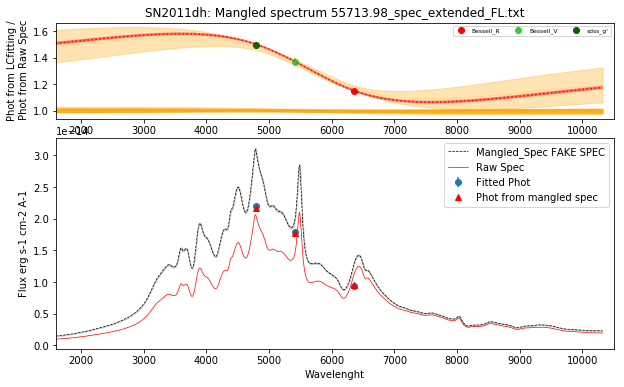 SN2011dh: Mangled spectrum 55713.98_spec_extended_FL.txt
Phot from LCfitting /
Phot from Raw Spec
1.6
1.4
1.2
1.0
Bessell_R
Bessell_V
sdss_g'
2000 3000 4000 5000 6000 7000 8000 9000 10000
1e-14
Flux erg s-1 cm-2 A-1
3.0
2.5
2.0
1.5
1.0
0.5
0.0
Mangled_Spec FAKE SPEC
Raw Spec
Fitted Phot
Phot from mangled spec
2000 3000 4000 5000 6000 7000 8000 9000 10000
Wavelenght